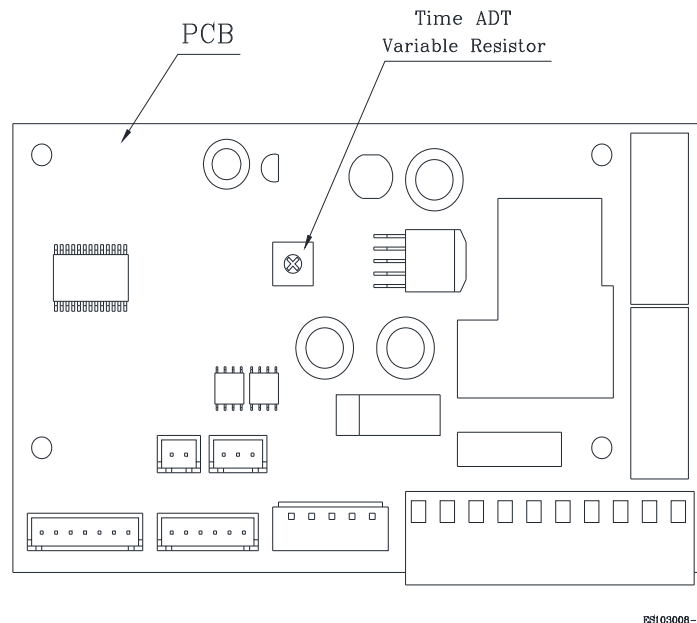 Time ADT
PCB
Variable Resistor
ES103008-